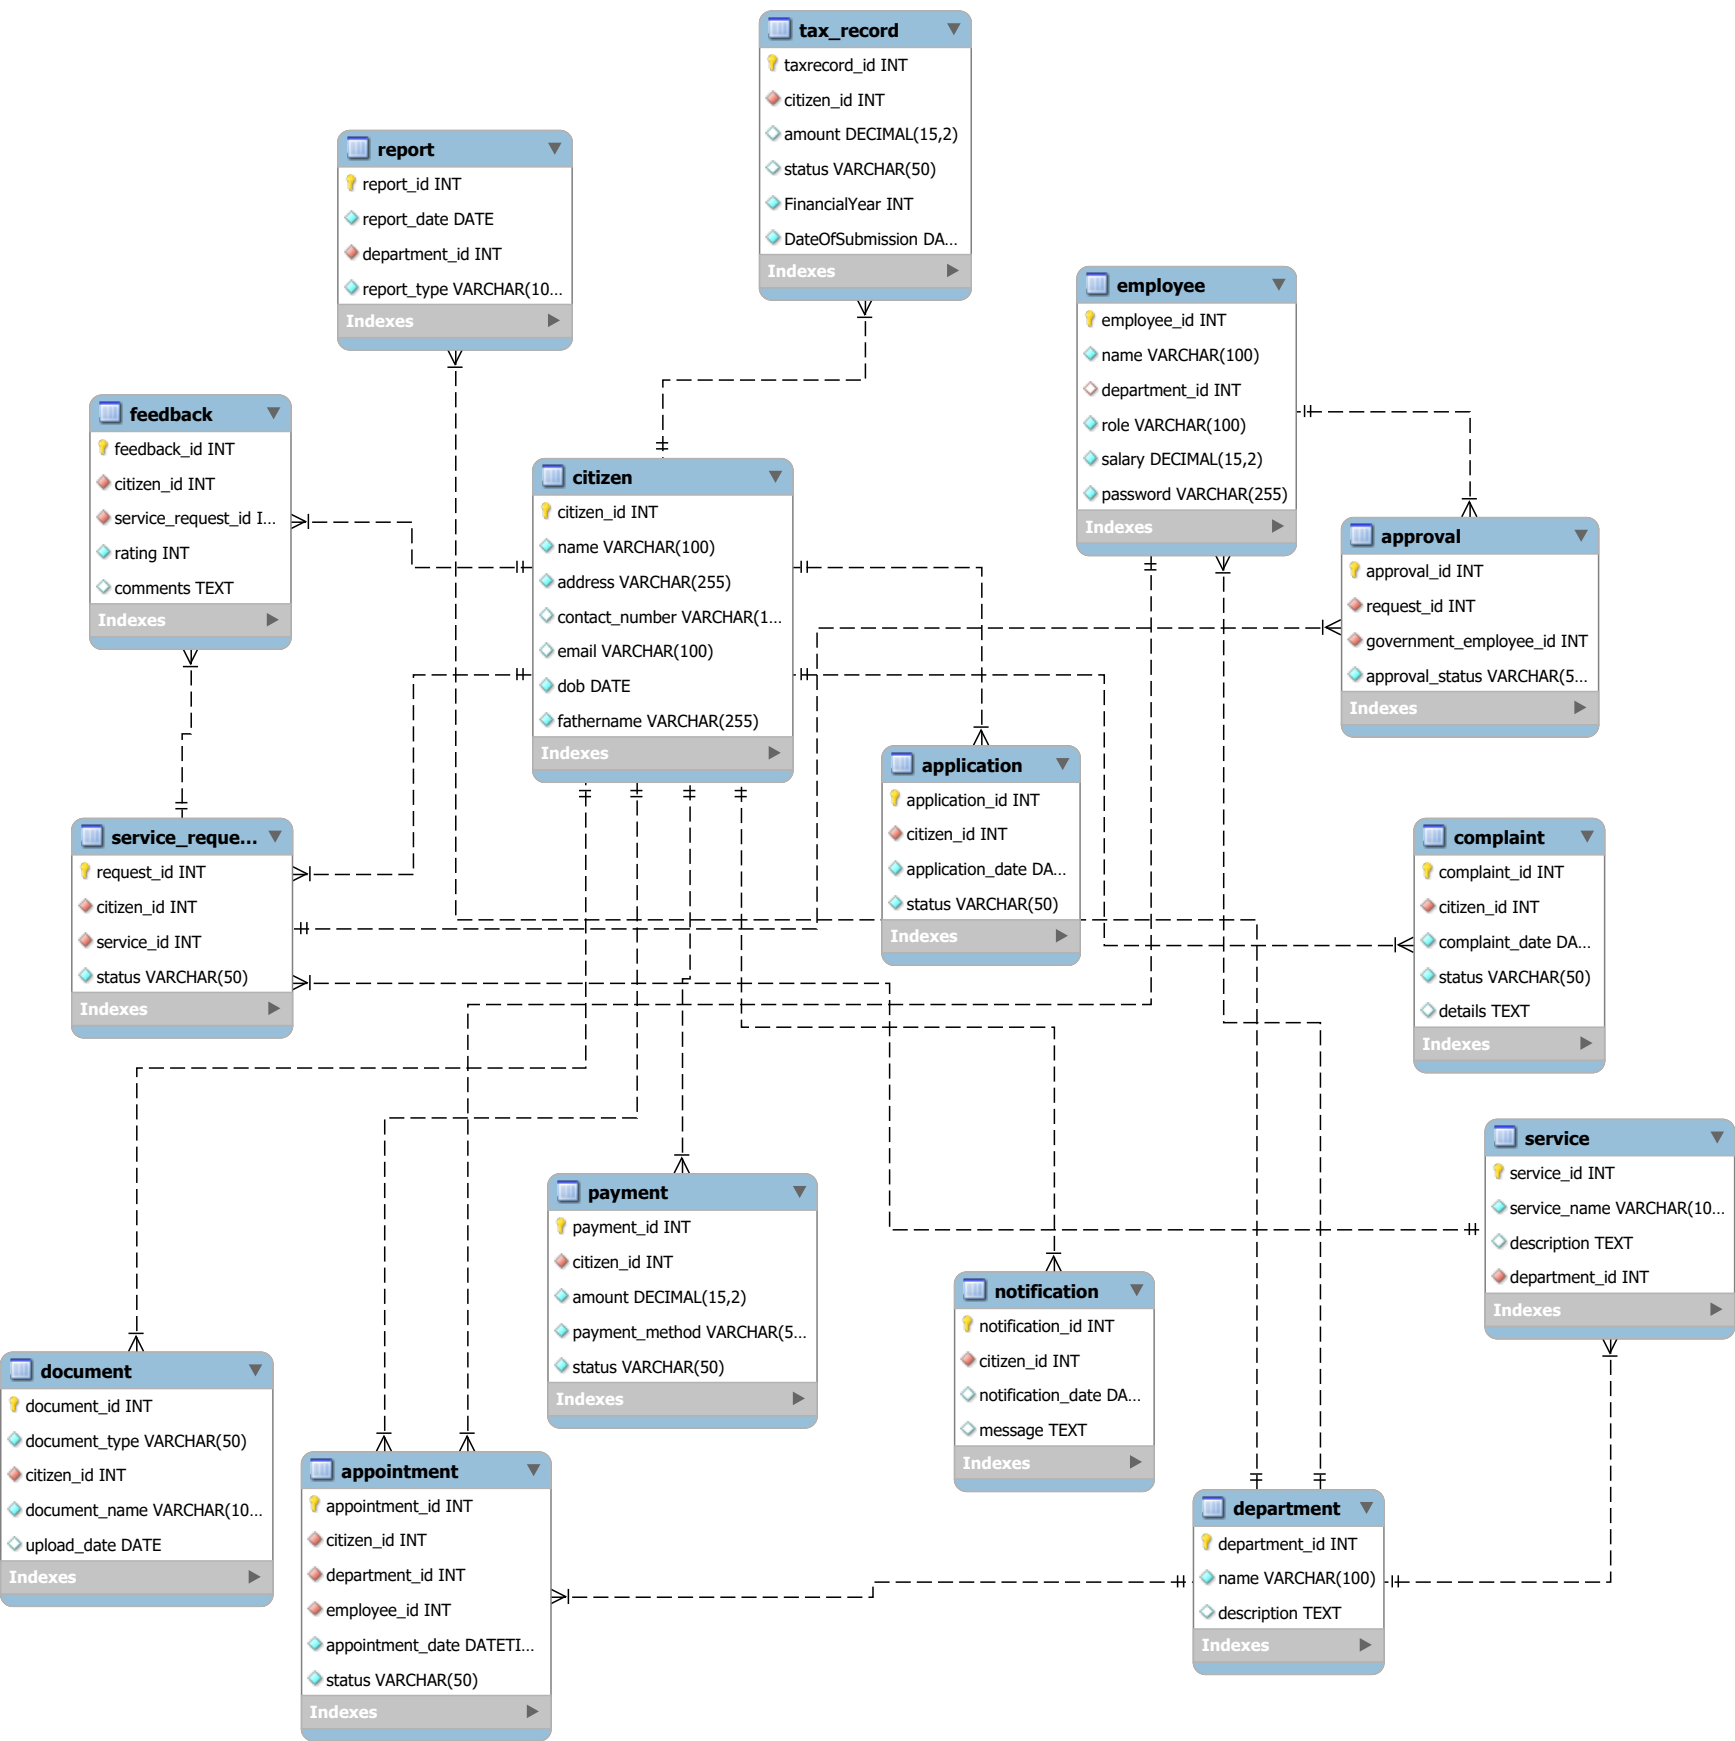 tax_record
taxrecord_id INT
citizen_id INT
amount DECIMAL(15,2)
status VARCHAR(50)
FinancialYear INT
DateOfSubmission DA...
Indexes
report
report_id INT
report_date DATE
department_id INT
report_type VARCHAR(10...
Indexes
employee
employee_id INT
name VARCHAR(100)
department_id INT
role VARCHAR(100)
salary DECIMAL(15,2)
password VARCHAR(255)
Indexes
feedback
feedback_id INT
citizen_id INT
service_request_id I...
rating INT
comments TEXT
Indexes
citizen
citizen_id INT
name VARCHAR(100)
address VARCHAR(255)
contact_number VARCHAR(1...
email VARCHAR(100)
dob DATE
fathername VARCHAR(255)
Indexes
approval
approval_id INT
request_id INT
government_employee_id INT
approval_status VARCHAR(5...
Indexes
application
application_id INT
citizen_id INT
application_date DA...
status VARCHAR(50)
Indexes
service_reque...
request_id INT
citizen_id INT
service_id INT
status VARCHAR(50)
Indexes
complaint
complaint_id INT
citizen_id INT
complaint_date DA...
status VARCHAR(50)
details TEXT
Indexes
service
service_id INT
service_name VARCHAR(10...
description TEXT
department_id INT
Indexes
payment
payment_id INT
citizen_id INT
amount DECIMAL(15,2)
payment_method VARCHAR(5...
status VARCHAR(50)
Indexes
notification
notification_id INT
citizen_id INT
notification_date DA...
message TEXT
Indexes
document
document_id INT
document_type VARCHAR(50)
citizen_id INT
document_name VARCHAR(10...
upload_date DATE
Indexes
appointment
appointment_id INT
citizen_id INT
department_id INT
employee_id INT
appointment_date DATETI...
status VARCHAR(50)
Indexes
department
department_id INT
name VARCHAR(100)
description TEXT
Indexes